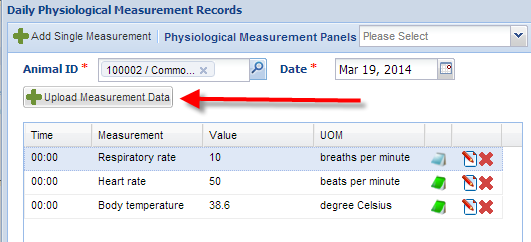 Daily Physiological Measurement Records
Add Single Measurement Physiological Measurement Panels Please Select
Animal ID * 100002 / Commo... × Date * Mar 19, 2014
Upload Measurement Data
Time Measurement Value UOM
00:00 Respiratory rate 10 breaths per minute
00:00 Heart rate 50 beats per minute
00:00 Body temperature 38.6 degree Celsius